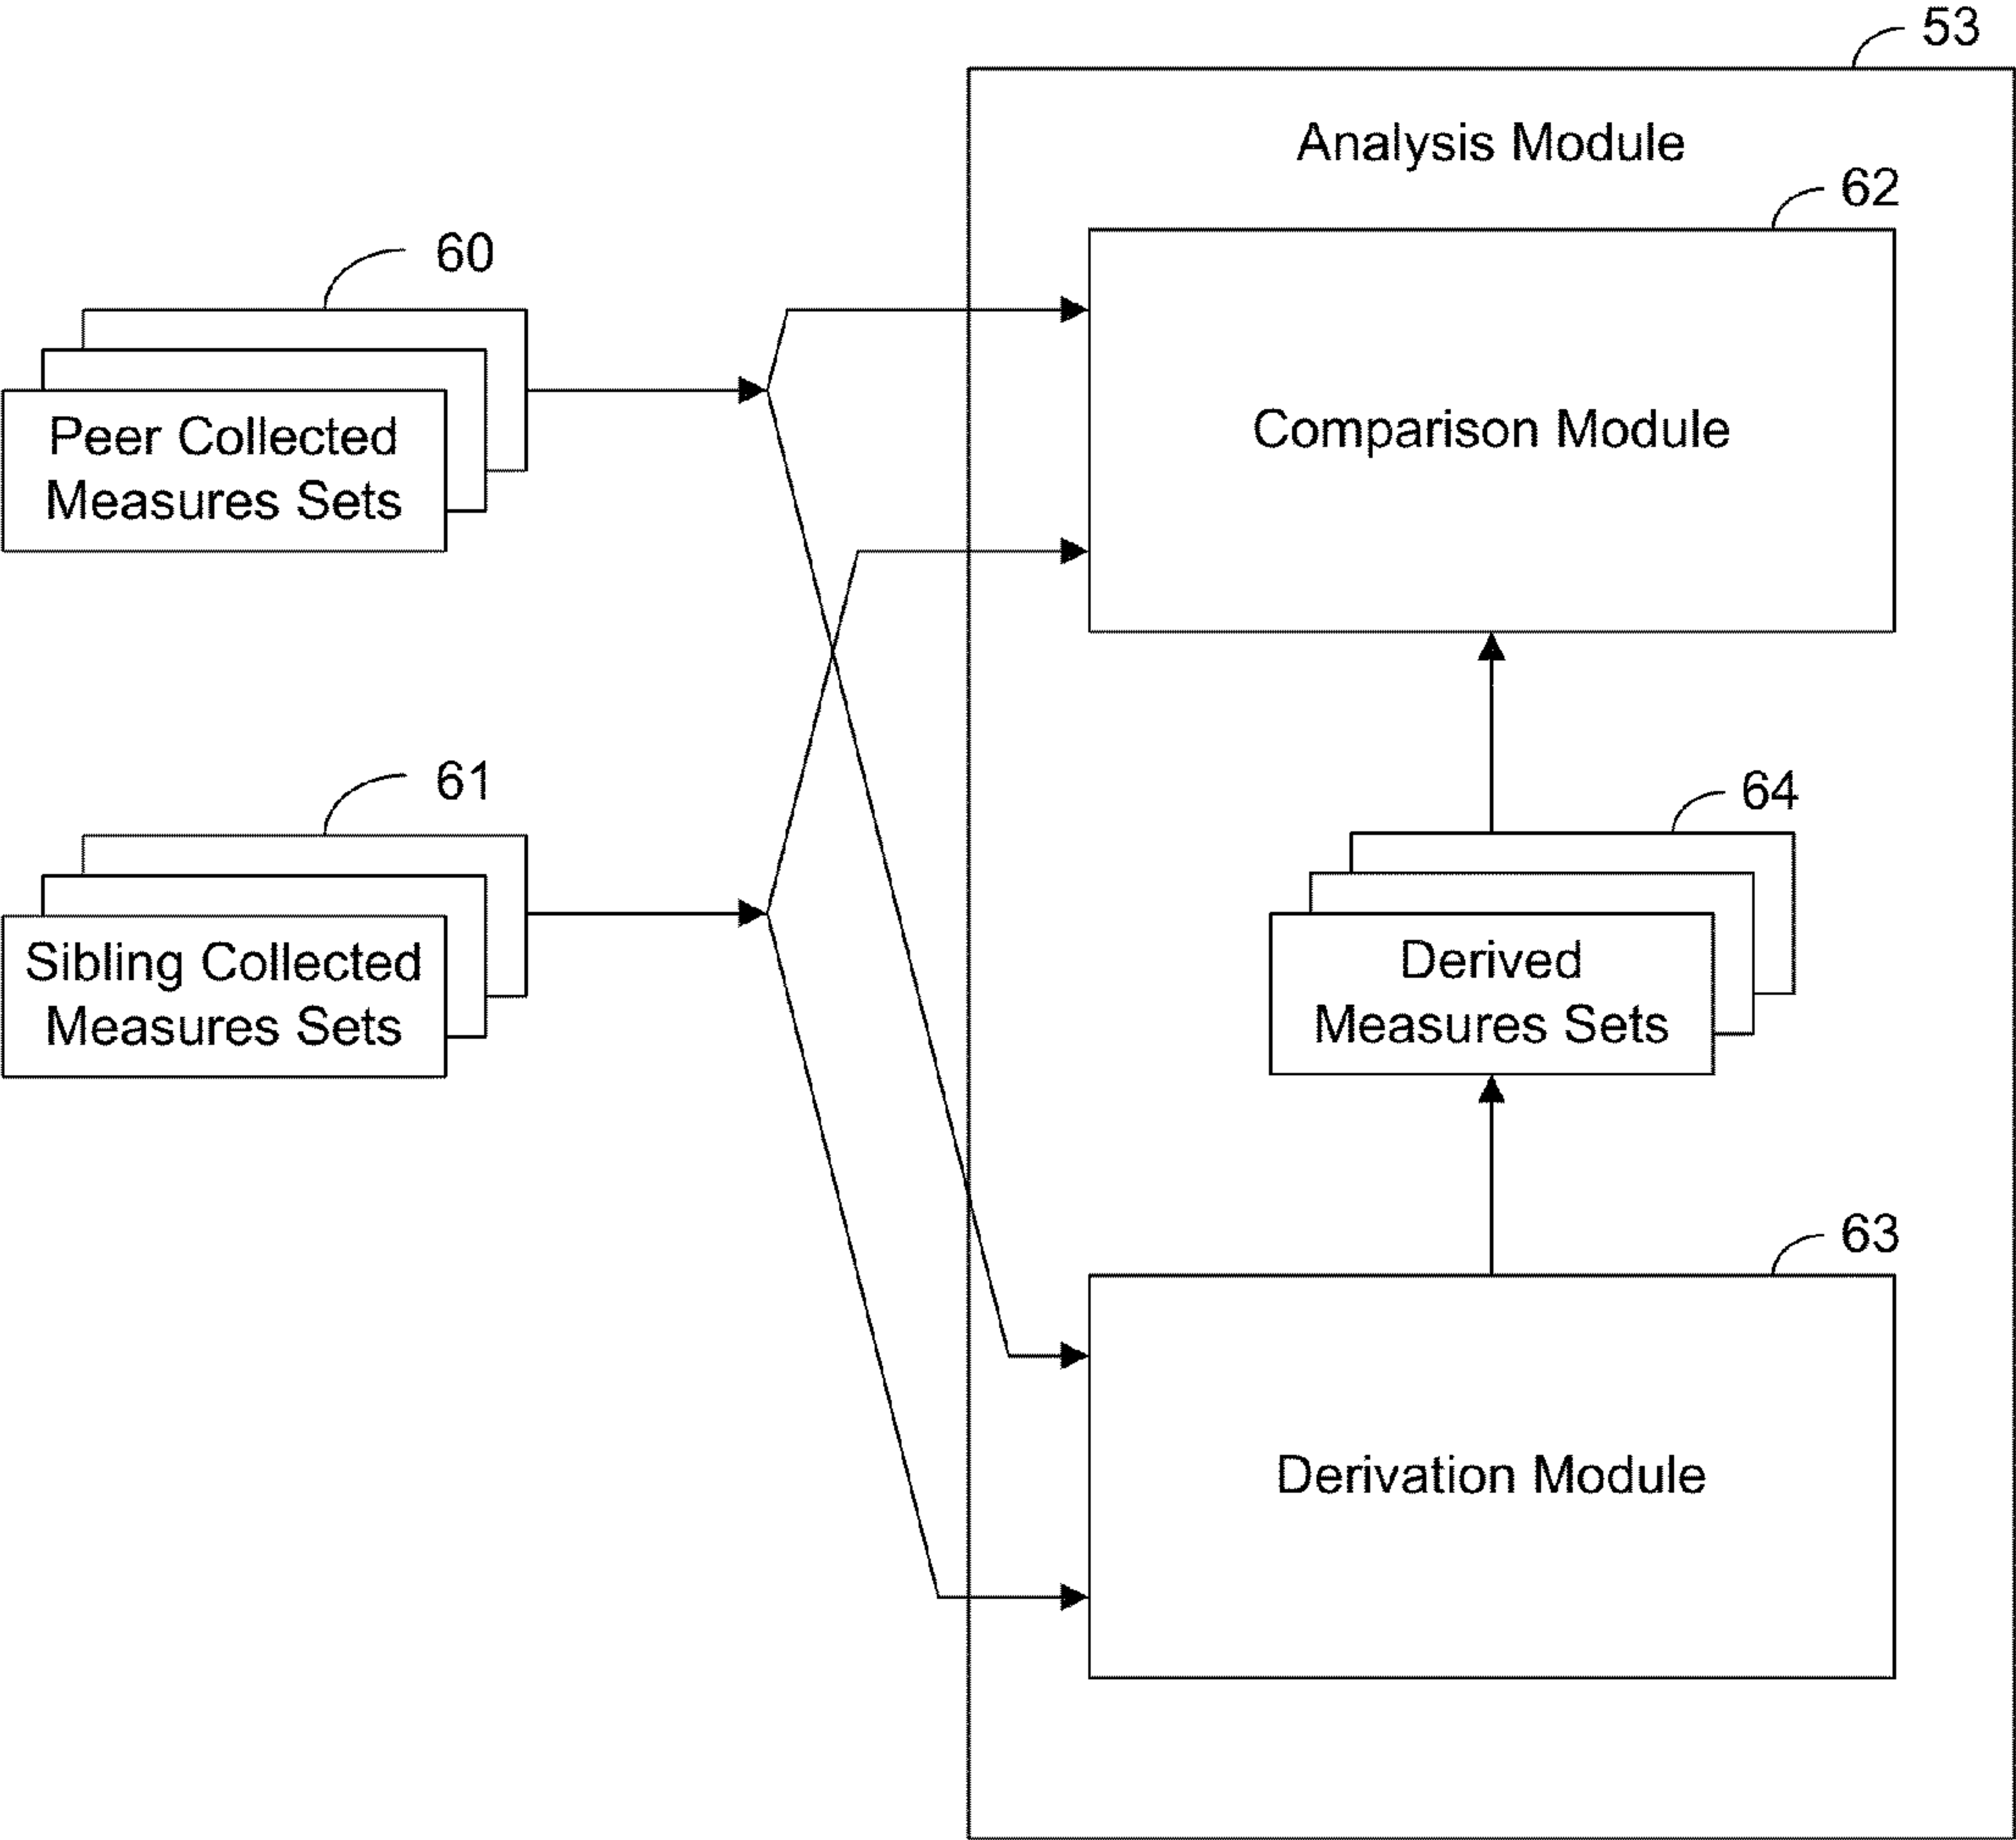 53
Analysis Module
62
60
Peer Collected
Measures Sets
Comparison Module
61
Sibling Collected
Measures Sets
64
Derived
Measures Sets
63
Derivation Module